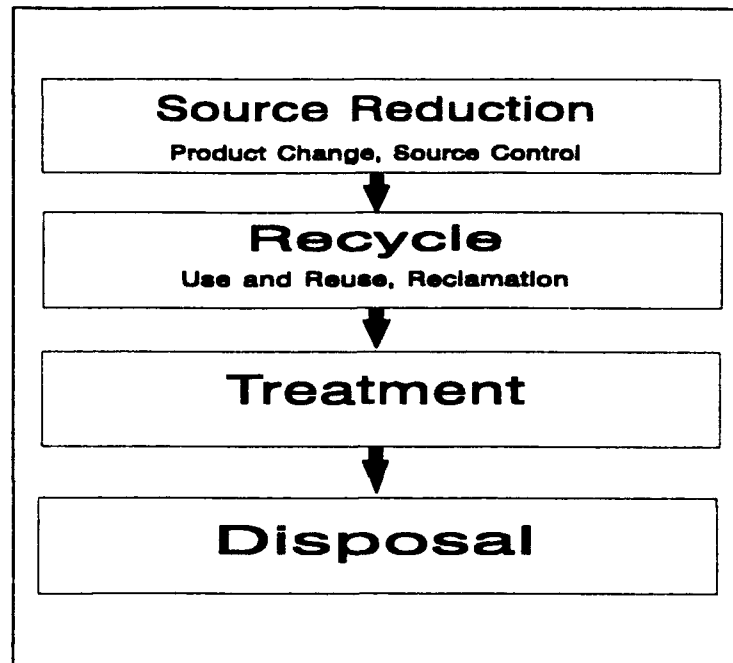 Source Reduction
Product Change, Source Control
Recycle
Use and Reuse, Reclamation
Treatment
Disposal